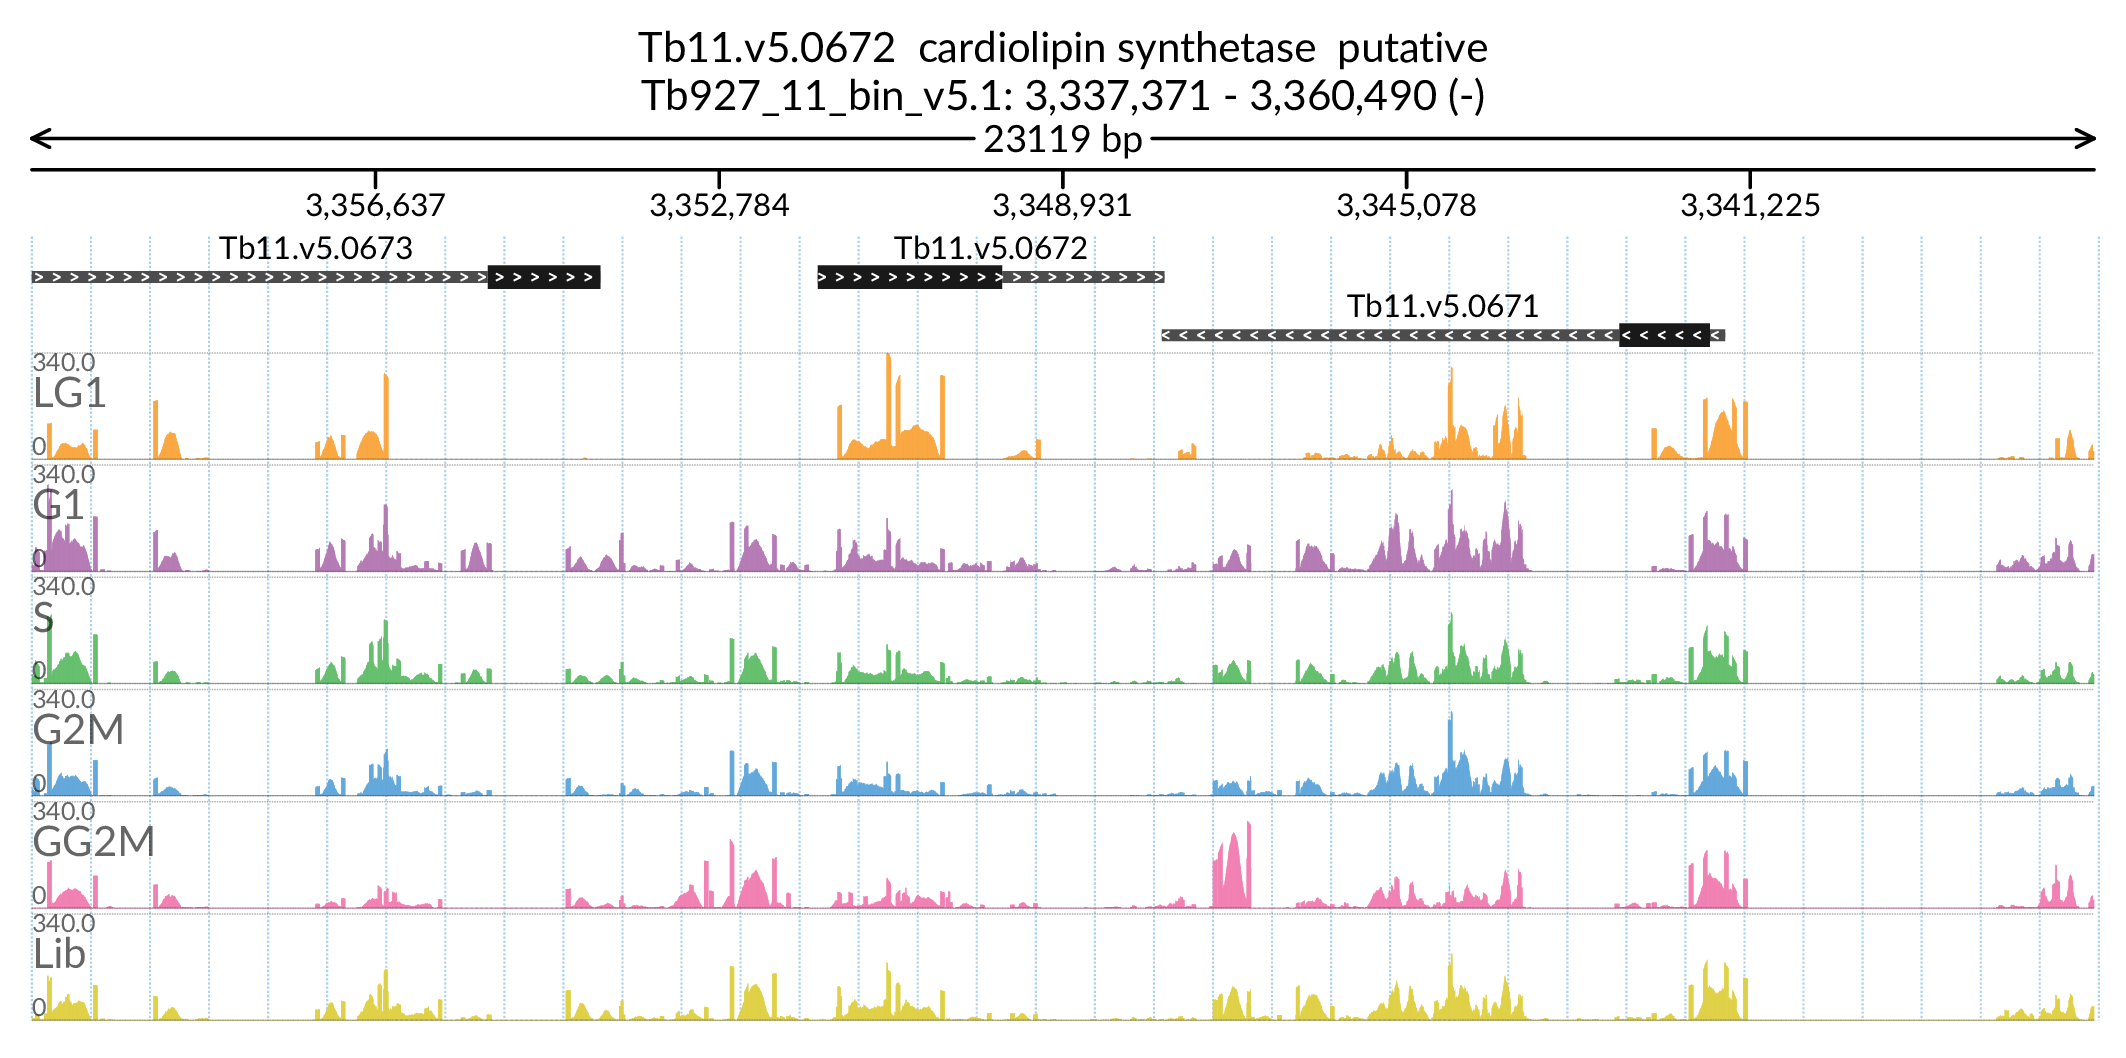 Tb11.v5.0672 cardiolipin synthetase putative
Tb927_11_bin_v5.1: 3,337,371 - 3,360,490 (-)
23119 bp
3,356,637 3,352,784 3,348,931 3,345,078 3,341,225
Tb11.v5.0673 Tb11.v5.0672
Tb11.v5.0671
340.0
LG1
0
340.0
G1
0
340.0
S
0
340.0
G2M
0
340.0
GG2M
0
340.0
Lib
0